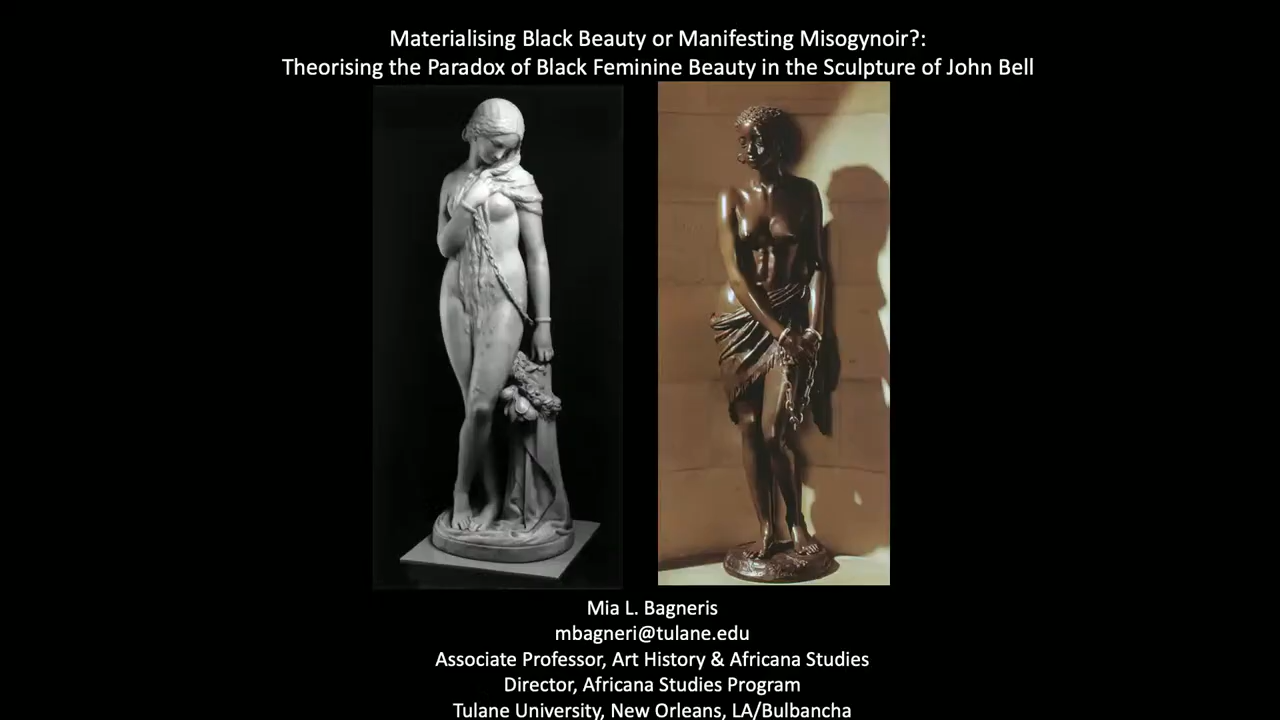 Materialising Black Beauty or Manifesting Misogynoir?:
Theorising the Paradox of Black Feminine Beauty in the Sculpture of John Bell
Mia L. Bagneris
mbagneri@tulane.edu
Associate Professor, Art History & Africana Studies
Director, Africana Studies Program
Tulane University, New Orleans, LA/Bulbancha